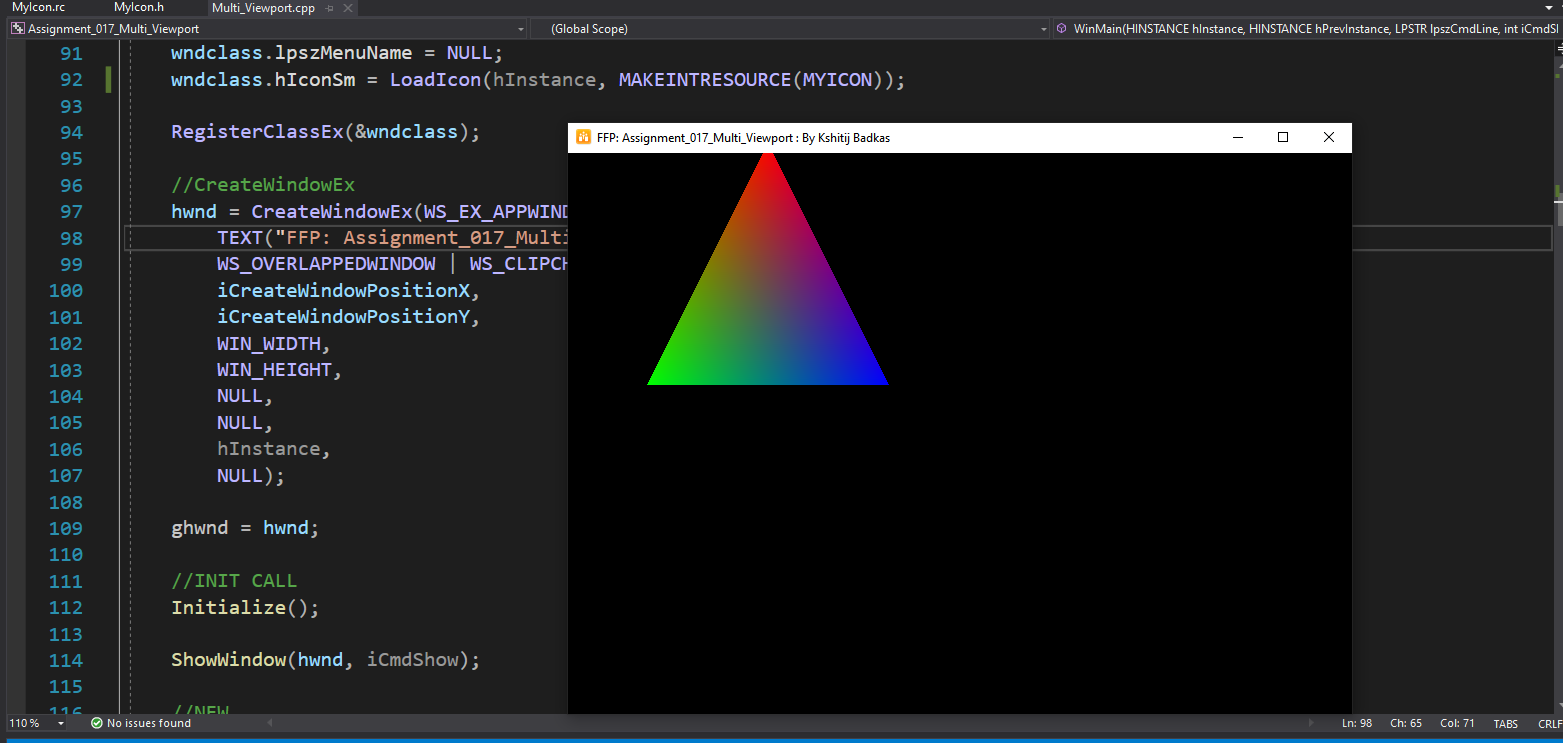 MyIcon.rc MyIcon.h Multi_Viewport.cpp
Assignment_017_Multi_Viewport (Global Scope) WinMain(HINSTANCE hInstance, HINSTANCE hPrevInstance, LPSTR lpszCmdLine, int iCmdS
91 wndclass.lpszMenuName = NULL;
92 wndclass.hIconSm = LoadIcon(hInstance, MAKEINTRESOURCE(MYICON));
93
94 RegisterClassEx(&wndclass);
95
96 //CreateWindowEx
97 hwnd = CreateWindowEx(WS_EX_APPWIND
98 TEXT("FFP: Assignment_017_Multi
99 WS_OVERLAPPEDWINDOW | WS_CLIPCH
100 iCreateWindowPositionX,
101 iCreateWindowPositionY,
102 WIN_WIDTH,
103 WIN_HEIGHT,
104 NULL,
105 NULL,
106 hInstance,
107 NULL);
108
109 ghwnd = hwnd;
110
111 //INIT CALL
112 Initialize();
113
114 ShowWindow(hwnd, iCmdShow);
115
116 //NEW
FFP: Assignment_017_Multi_Viewport : By Kshitij Badkas
110 % No issues found Ln: 98 Ch: 65 Col: 71 TABS CRLF